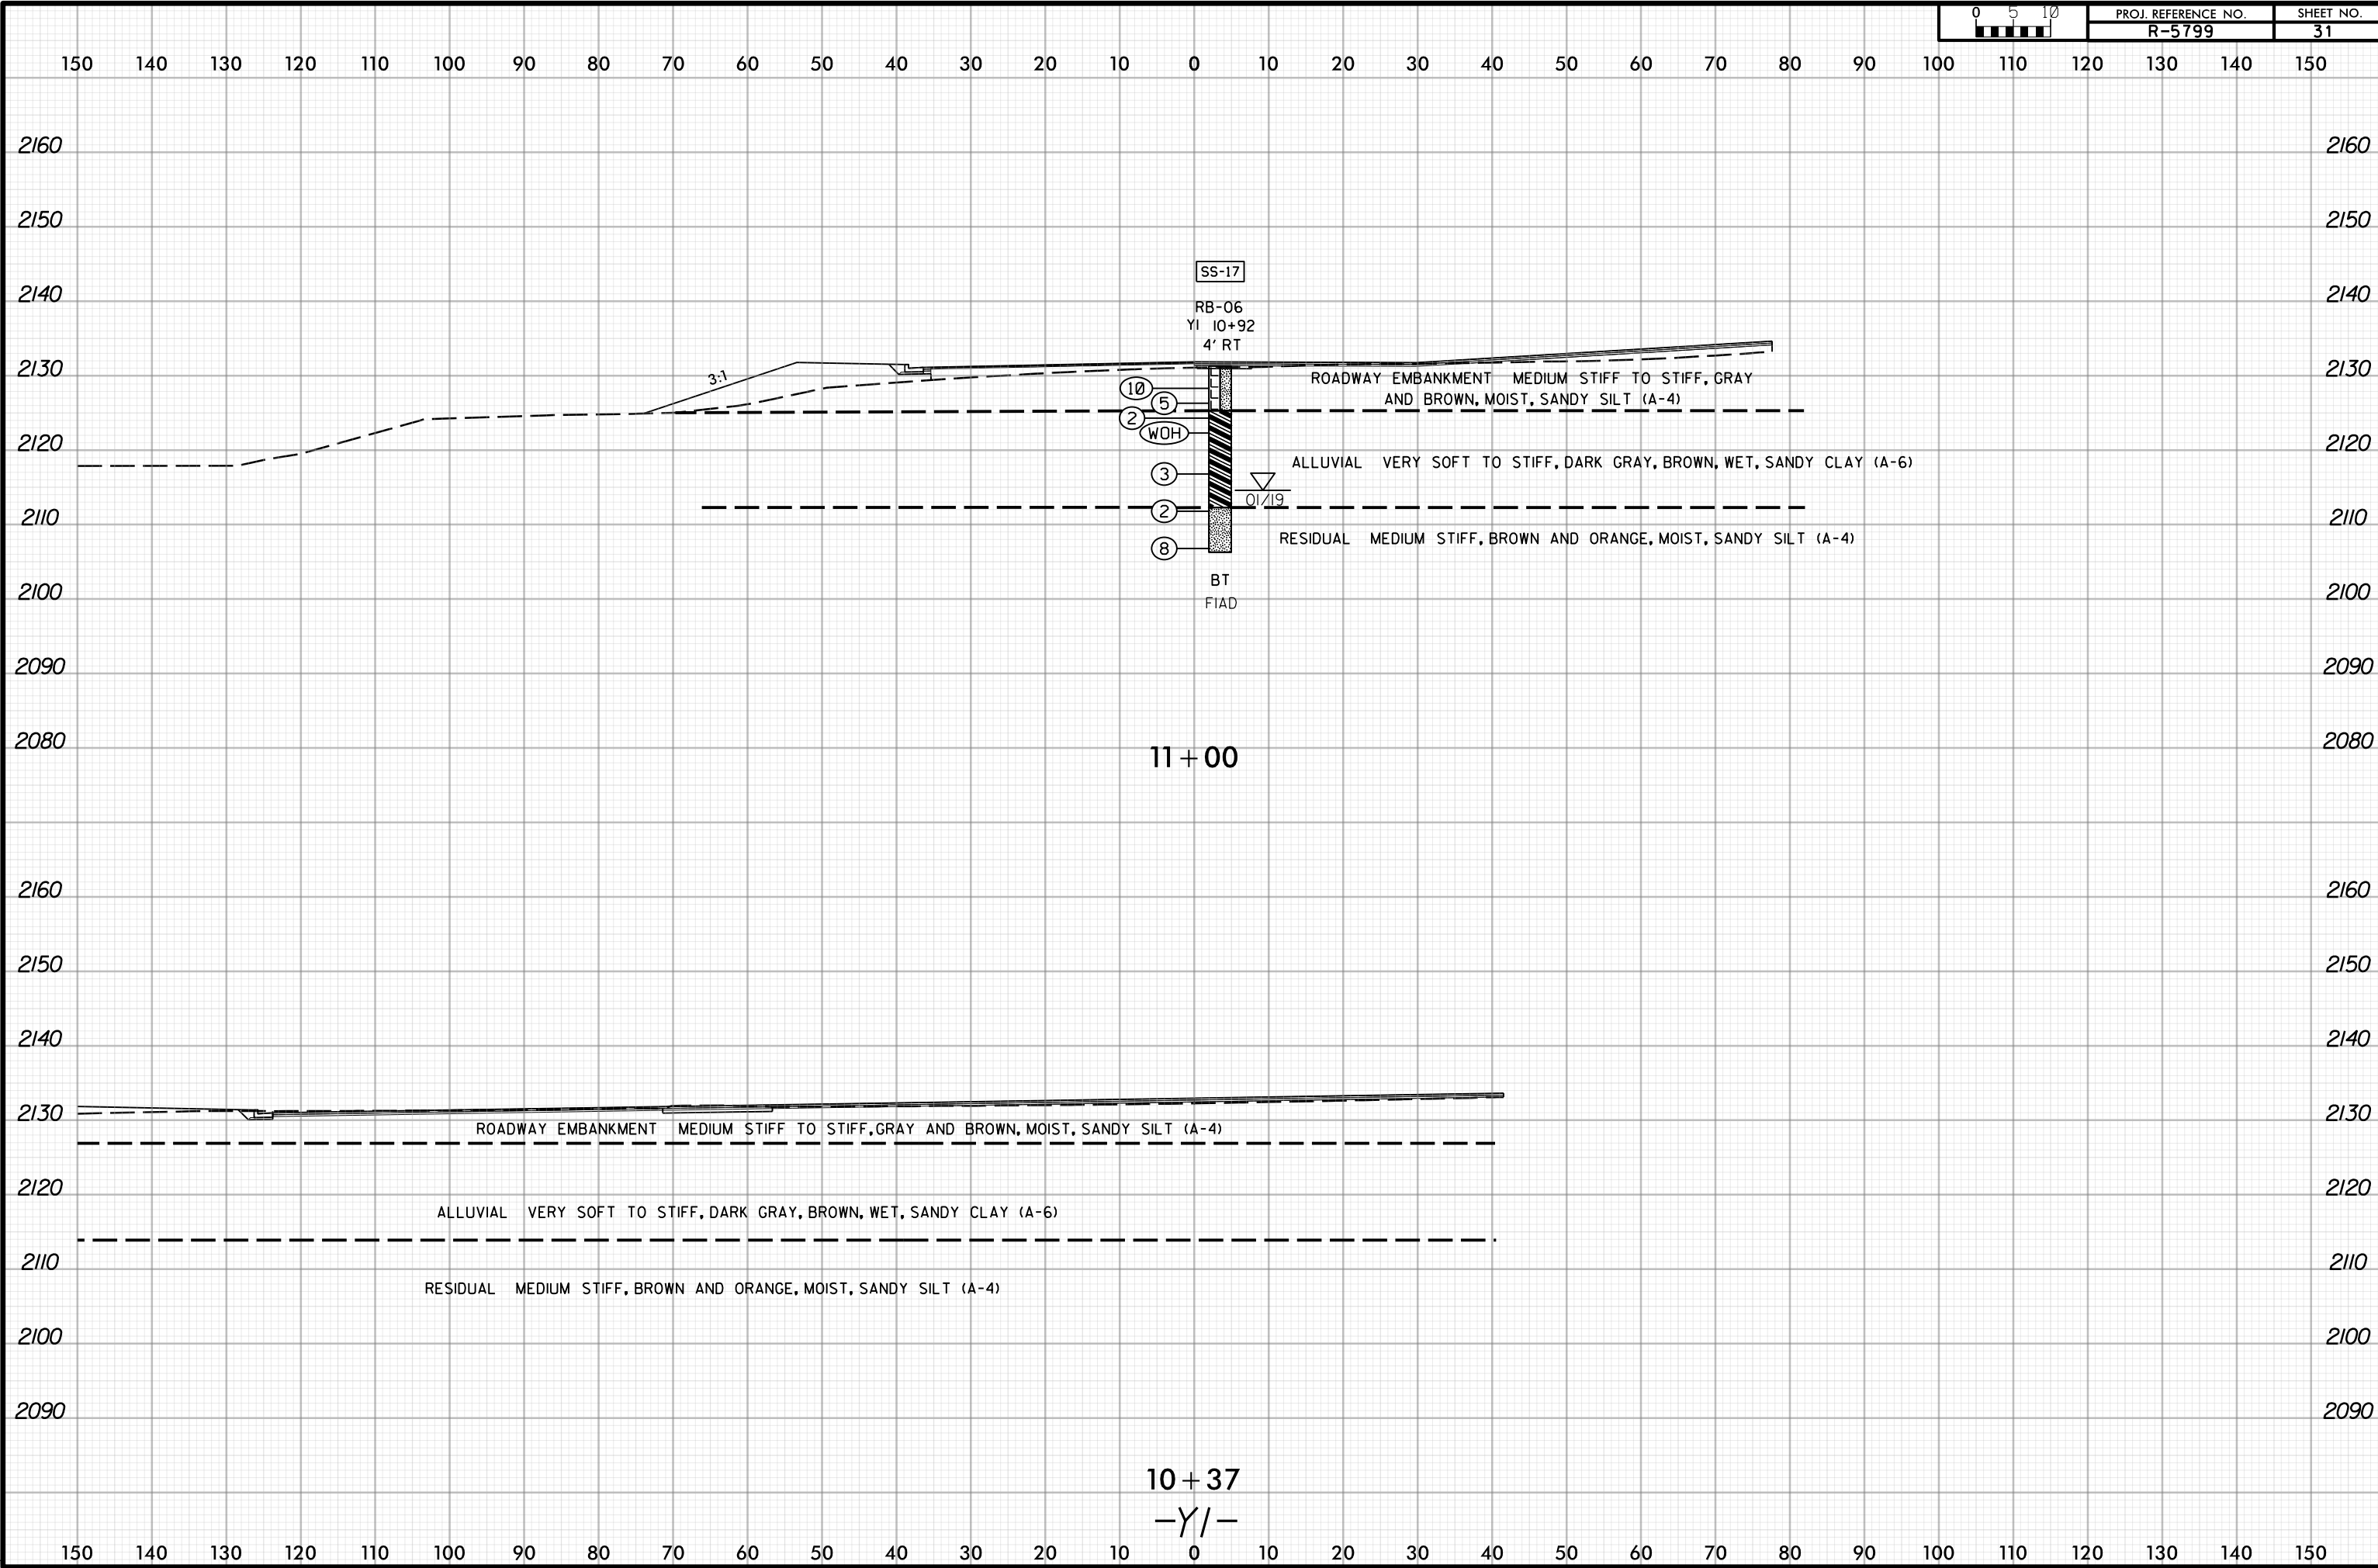 0 5 10
PROJ. REFERENCE NO. SHEET NO.
R-5799 31
150 140 130 120 110 100 90 80 70 60 50 40 30 20 10 0 10 20 30 40 50 60 70 80 90 100 110 120 130 140 150
2160 2160
2150 2150
SS-17
2140 2140
RB-06
Y1 10+92
4' RT
2130 2130
3:1
ROADWAY EMBANKMENT MEDIUM STIFF TO STIFF, GRAY
AND BROWN, MOIST, SANDY SILT (A-4)
10
5
2
WOH
2120 2120
ALLUVIAL VERY SOFT TO STIFF, DARK GRAY, BROWN, WET, SANDY CLAY (A-6)
3
01/19
2
2110 2110
RESIDUAL MEDIUM STIFF, BROWN AND ORANGE, MOIST, SANDY SILT (A-4)
8
BT
FIAD
2100 2100
2090 2090
2080 2080
11+00
2160 2160
2150 2150
2140 2140
2130 2130
ROADWAY EMBANKMENT MEDIUM STIFF TO STIFF, GRAY AND BROWN, MOIST, SANDY SILT (A-4)
2120 2120
ALLUVIAL VERY SOFT TO STIFF, DARK GRAY, BROWN, WET, SANDY CLAY (A-6)
2110 2110
RESIDUAL MEDIUM STIFF, BROWN AND ORANGE, MOIST, SANDY SILT (A-4)
2100 2100
2090 2090
10+37
-Y1-
150 140 130 120 110 100 90 80 70 60 50 40 30 20 10 0 10 20 30 40 50 60 70 80 90 100 110 120 130 140 150